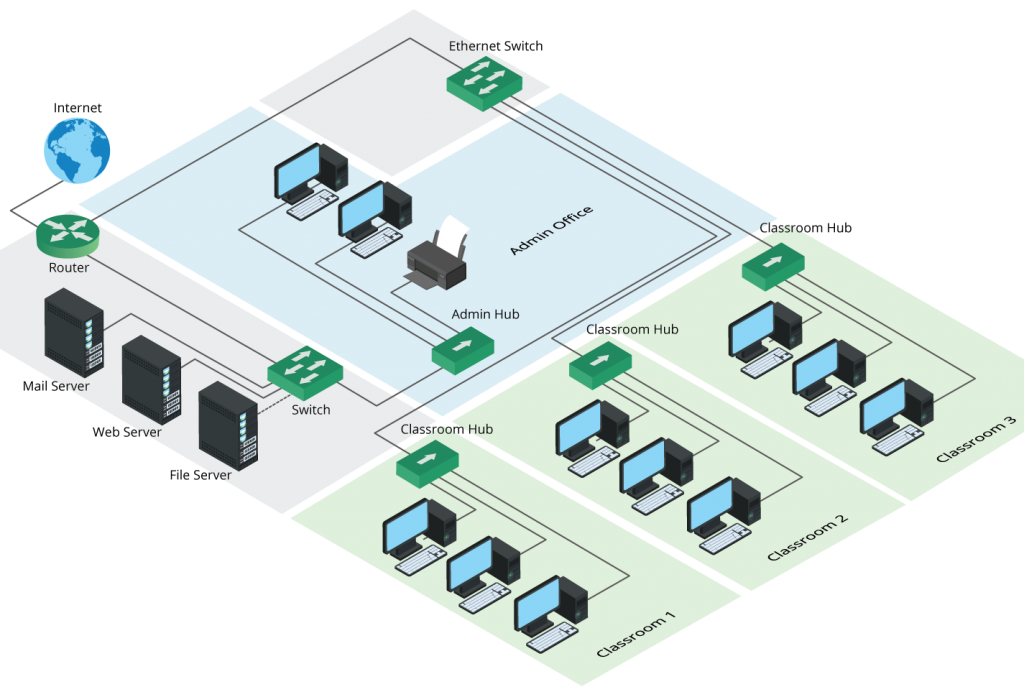 Ethernet Switch
Internet
Admin Office
Classroom Hub
Router
Admin Hub
Classroom Hub
Mail Server
Switch
Web Server
Classroom Hub
Classroom 3
File Server
Classroom 2
Classroom 1